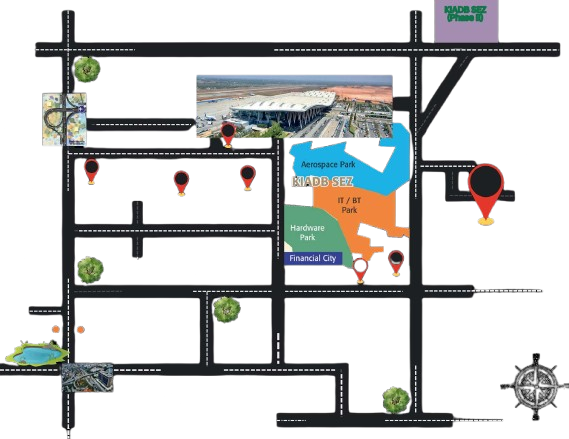 KIADB SEZ
(Phase II)
Aerospace Park
KIADB SEZ
IT / BT
Park
Hardware
Park
Financial City